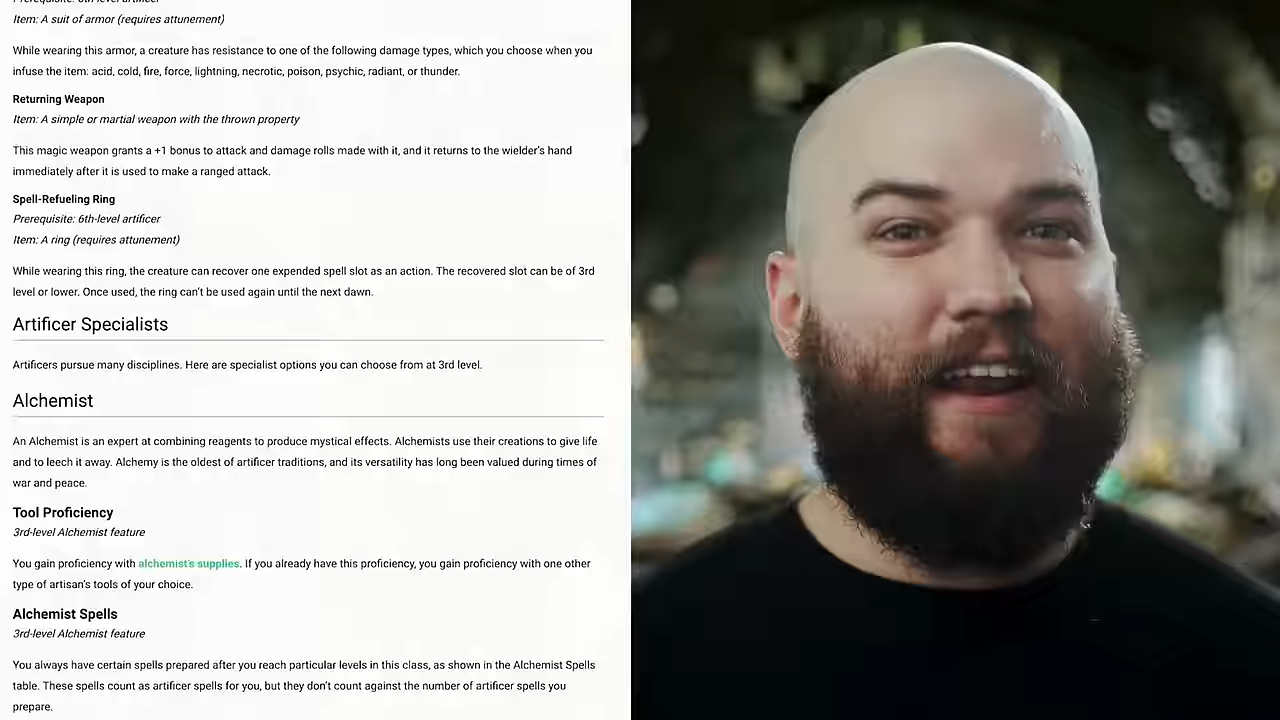 Prerequisite: 6th-level artificer
Item: A suit of armor (requires attunement)
While wearing this armor, a creature has resistance to one of the following damage types, which you choose when you
infuse the item: acid, cold, fire, force, lightning, necrotic, poison, psychic, radiant, or thunder.
Returning Weapon
Item: A simple or martial weapon with the thrown property
This magic weapon grants a +1 bonus to attack and damage rolls made with it, and it returns to the wielder's hand
immediately after it is used to make a ranged attack.
Spell-Refueling Ring
Prerequisite: 6th-level artificer
Item: A ring (requires attunement)
While wearing this ring, the creature can recover one expended spell slot as an action. The recovered slot can be of 3rd
level or lower. Once used, the ring can't be used again until the next dawn.
Artificer Specialists
Artificers pursue many disciplines. Here are specialist options you can choose from at 3rd level.
Alchemist
An Alchemist is an expert at combining reagents to produce mystical effects. Alchemists use their creations to give life
and to leech it away. Alchemy is the oldest of artificer traditions, and its versatility has long been valued during times of
war and peace.
Tool Proficiency
3rd-level Alchemist feature
You gain proficiency with alchemist's supplies. If you already have this proficiency, you gain proficiency with one other
type of artisan's tools of your choice.
Alchemist Spells
3rd-level Alchemist feature
You always have certain spells prepared after you reach particular levels in this class, as shown in the Alchemist Spells
table. These spells count as artificer spells for you, but they don't count against the number of artificer spells you
prepare.